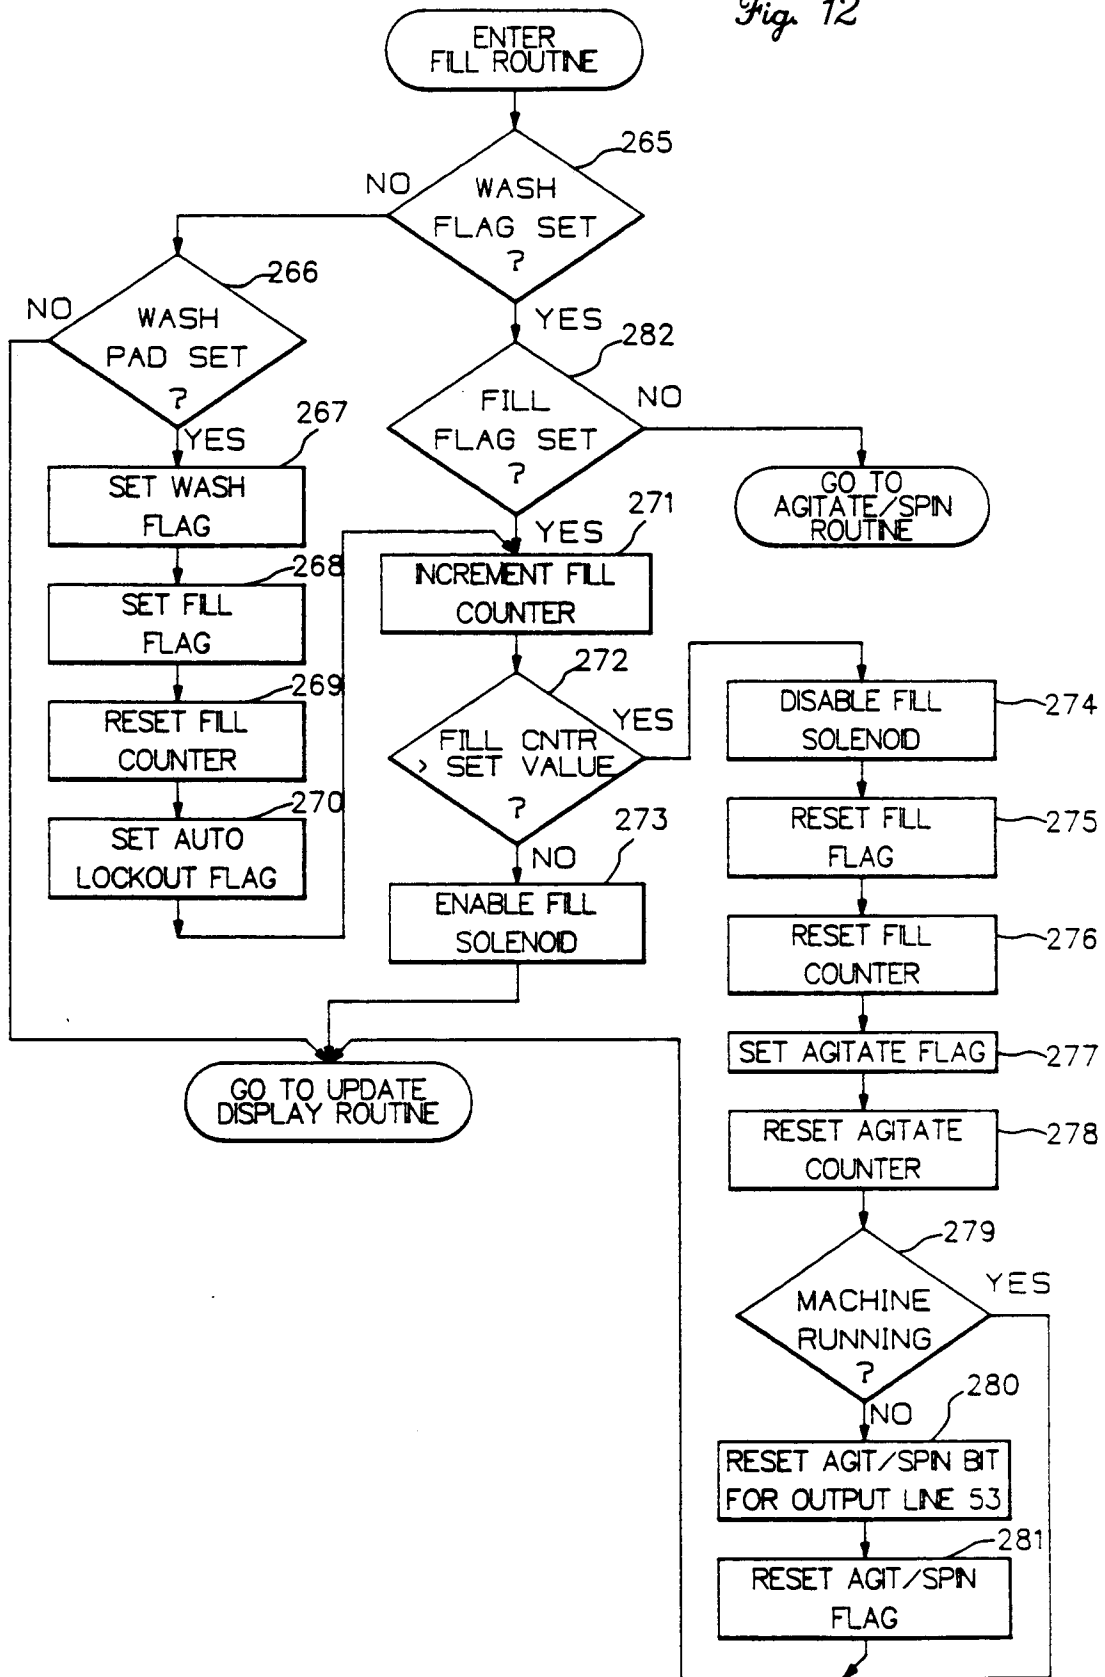 Fig. 12
ENTER
FILL ROUTINE
265
NO
WASH
FLAG SET
?
266
NO
WASH
PAD SET
?
YES
282
FILL
FLAG SET
?
NO
YES
267
SET WASH
FLAG
GO TO
AGITATE/SPIN
ROUTINE
271
YES
INCREMENT FILL
COUNTER
268
SET FILL
FLAG
272
FILL CNTR
> SET VALUE
?
YES
269
RESET FILL
COUNTER
DISABLE FILL
SOLENOID
274
270
SET AUTO
LOCKOUT FLAG
273
NO
ENABLE FILL
SOLENOID
RESET FILL
FLAG
275
RESET FILL
COUNTER
276
SET AGITATE FLAG
277
GO TO UPDATE
DISPLAY ROUTINE
RESET AGITATE
COUNTER
278
279
MACHINE
RUNNING
?
YES
NO
280
RESET AGIT/SPIN BIT
FOR OUTPUT LINE 53
281
RESET AGIT/SPIN
FLAG
YES